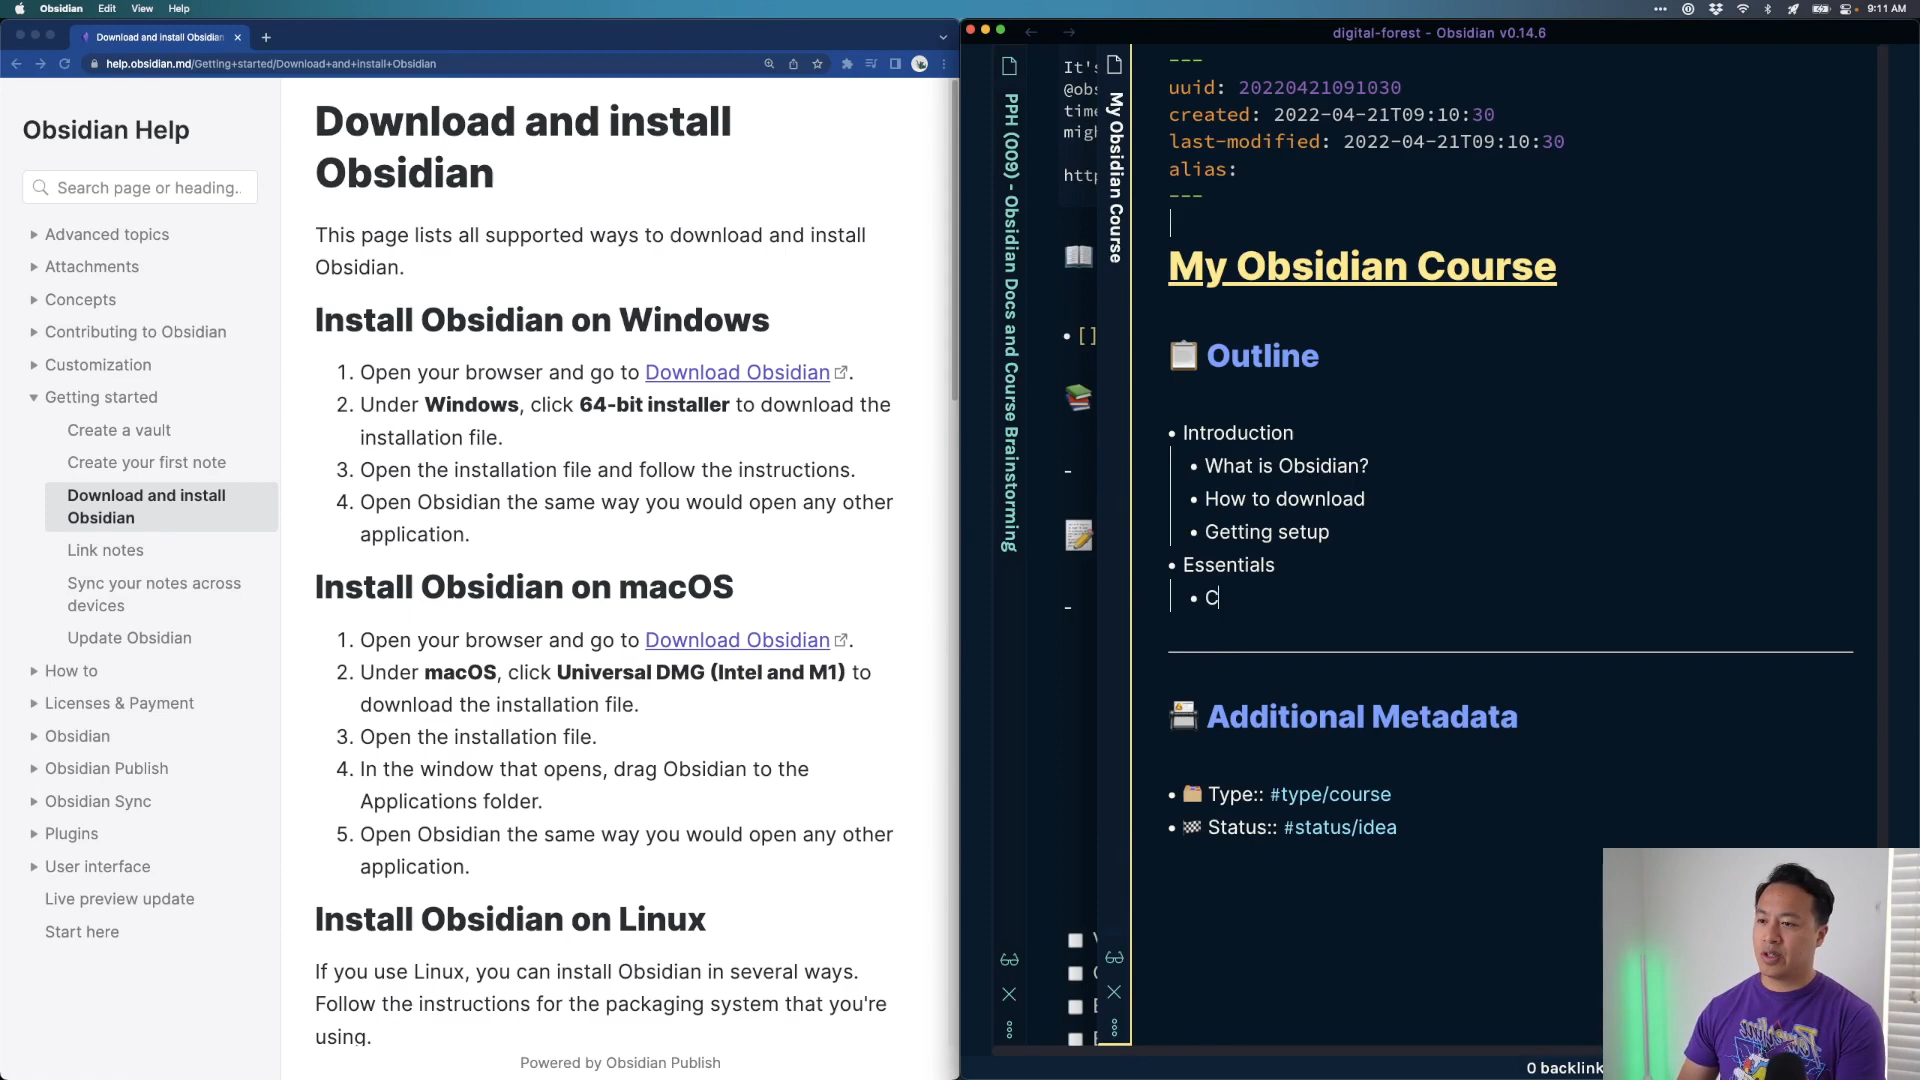 Obsidian Edit View Help
9:11 AM
Download and install Obsidian
help.obsidian.md/Getting+started/Download+and+install+Obsidian
digital-forest - Obsidian v0.14.6
Obsidian Help
Search page or heading..
Advanced topics
Attachments
Concepts
Contributing to Obsidian
Customization
Getting started
Create a vault
Create your first note
Download and install
Obsidian
Link notes
Sync your notes across
devices
Update Obsidian
How to
Licenses & Payment
Obsidian
Obsidian Publish
Obsidian Sync
Plugins
User interface
Live preview update
Start here
Download and install
Obsidian
This page lists all supported ways to download and install
Obsidian.
Install Obsidian on Windows
1. Open your browser and go to Download Obsidian.
2. Under Windows, click 64-bit installer to download the
installation file.
3. Open the installation file and follow the instructions.
4. Open Obsidian the same way you would open any other
application.
Install Obsidian on macOS
1. Open your browser and go to Download Obsidian.
2. Under macOS, click Universal DMG (Intel and M1) to
download the installation file.
3. Open the installation file.
4. In the window that opens, drag Obsidian to the
Applications folder.
5. Open Obsidian the same way you would open any other
application.
Install Obsidian on Linux
If you use Linux, you can install Obsidian in several ways.
Follow the instructions for the packaging system that you're
using.
Powered by Obsidian Publish
PPH (009) - Obsidian Docs and Course Brainstorming
It's
@obs
time
migh
http
[]
-
-
My Obsidian Course
---
uuid: 20220421091030
created: 2022-04-21T09:10:30
last-modified: 2022-04-21T09:10:30
alias:
---
My Obsidian Course
📋 Outline
• Introduction
• What is Obsidian?
• How to download
• Getting setup
• Essentials
• C
Additional Metadata
• 🗂 Type:: #type/course
• 🏁 Status:: #status/idea
0 backlink